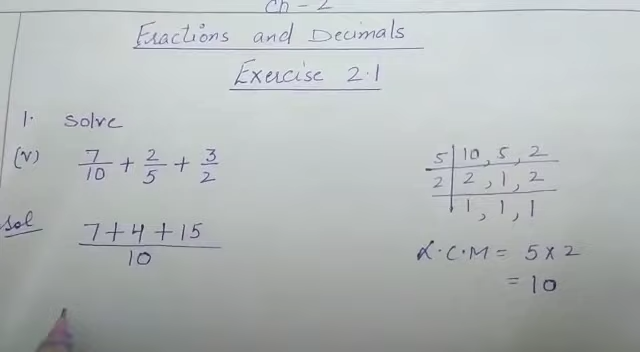 Ch - 2
Fractions and Decimals
Exercise 2.1
1. Solve
(v) 7/10 + 2/5 + 3/2
Sol 7+4+15/10
5 | 10, 5, 2
2 | 2, 1, 2
1, 1, 1
L.C.M = 5 x 2
= 10